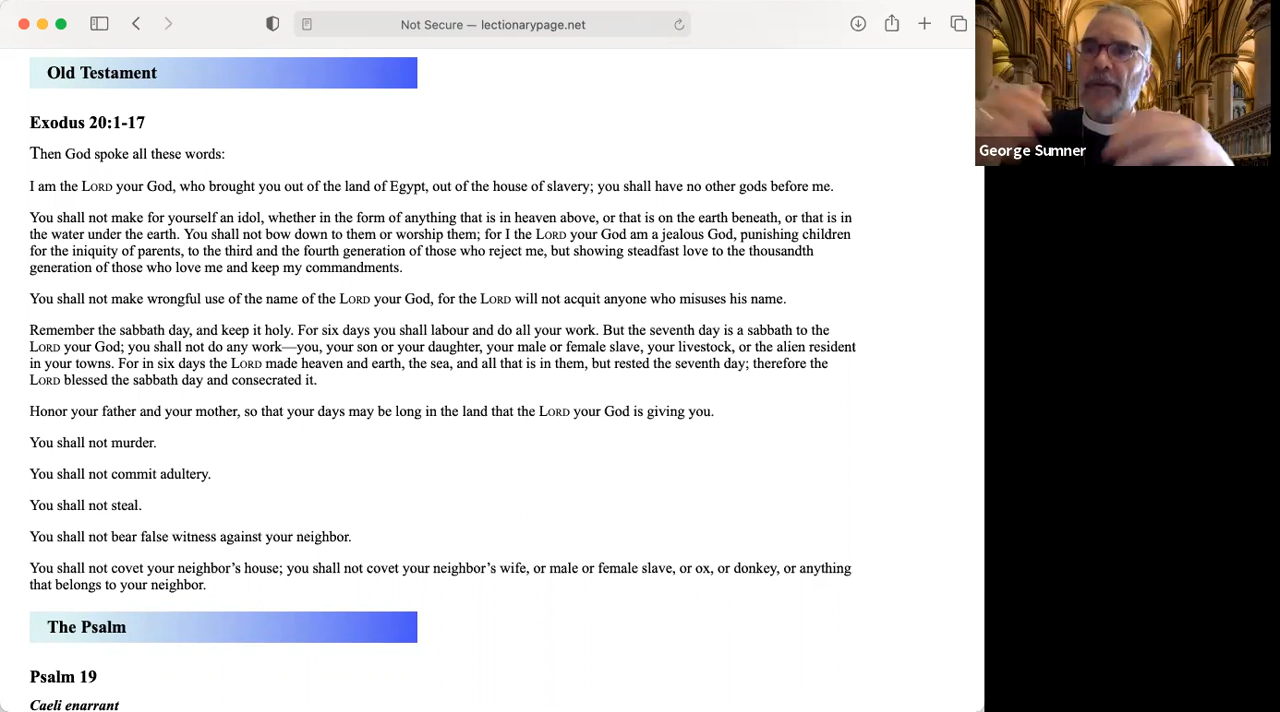 Not Secure — lectionarypage.net
George Sumner
Old Testament
Exodus 20:1-17
Then God spoke all these words:
I am the LORD your God, who brought you out of the land of Egypt, out of the house of slavery; you shall have no other gods before me.
You shall not make for yourself an idol, whether in the form of anything that is in heaven above, or that is on the earth beneath, or that is in
the water under the earth. You shall not bow down to them or worship them; for I the LORD your God am a jealous God, punishing children
for the iniquity of parents, to the third and the fourth generation of those who reject me, but showing steadfast love to the thousandth
generation of those who love me and keep my commandments.
You shall not make wrongful use of the name of the LORD your God, for the LORD will not acquit anyone who misuses his name.
Remember the sabbath day, and keep it holy. For six days you shall labour and do all your work. But the seventh day is a sabbath to the
LORD your God; you shall not do any work—you, your son or your daughter, your male or female slave, your livestock, or the alien resident
in your towns. For in six days the LORD made heaven and earth, the sea, and all that is in them, but rested the seventh day; therefore the
LORD blessed the sabbath day and consecrated it.
Honor your father and your mother, so that your days may be long in the land that the LORD your God is giving you.
You shall not murder.
You shall not commit adultery.
You shall not steal.
You shall not bear false witness against your neighbor.
You shall not covet your neighbor’s house; you shall not covet your neighbor’s wife, or male or female slave, or ox, or donkey, or anything
that belongs to your neighbor.
The Psalm
Psalm 19
Caeli enarrant